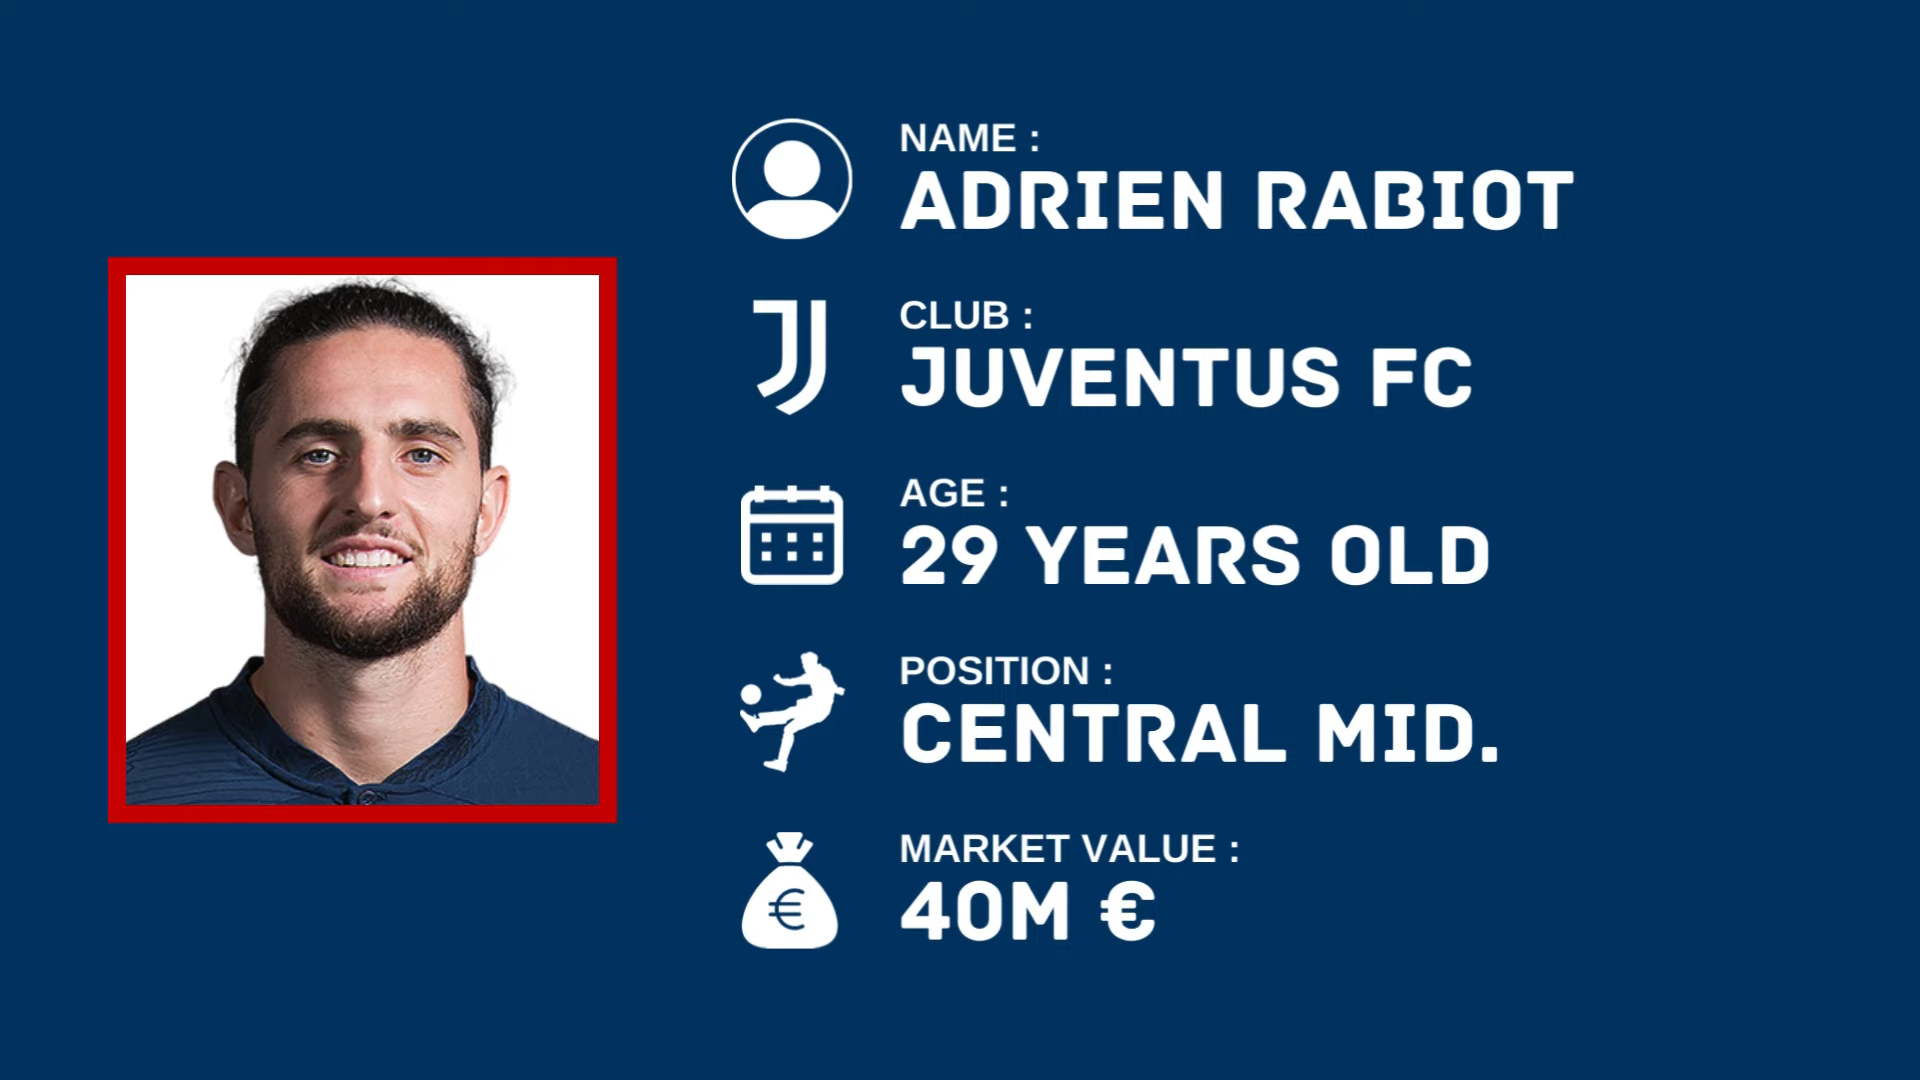 NAME :
ADRIEN RABIOT
CLUB :
JUVENTUS FC
AGE :
29 YEARS OLD
POSITION :
CENTRAL MID.
MARKET VALUE :
€
40M €